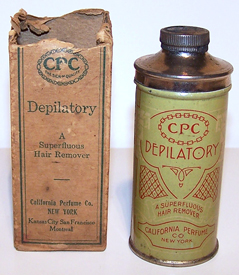 CPC
Depilatory
A
Superfluous
Hair Remover
California Perfume Co.
NEW YORK
Kansas City San Francisco
Montreal
CPC
DEPILATORY
A SUPERFLUOUS
HAIR REMOVER
CALIFORNIA PERFUME
CO.
NEW YORK